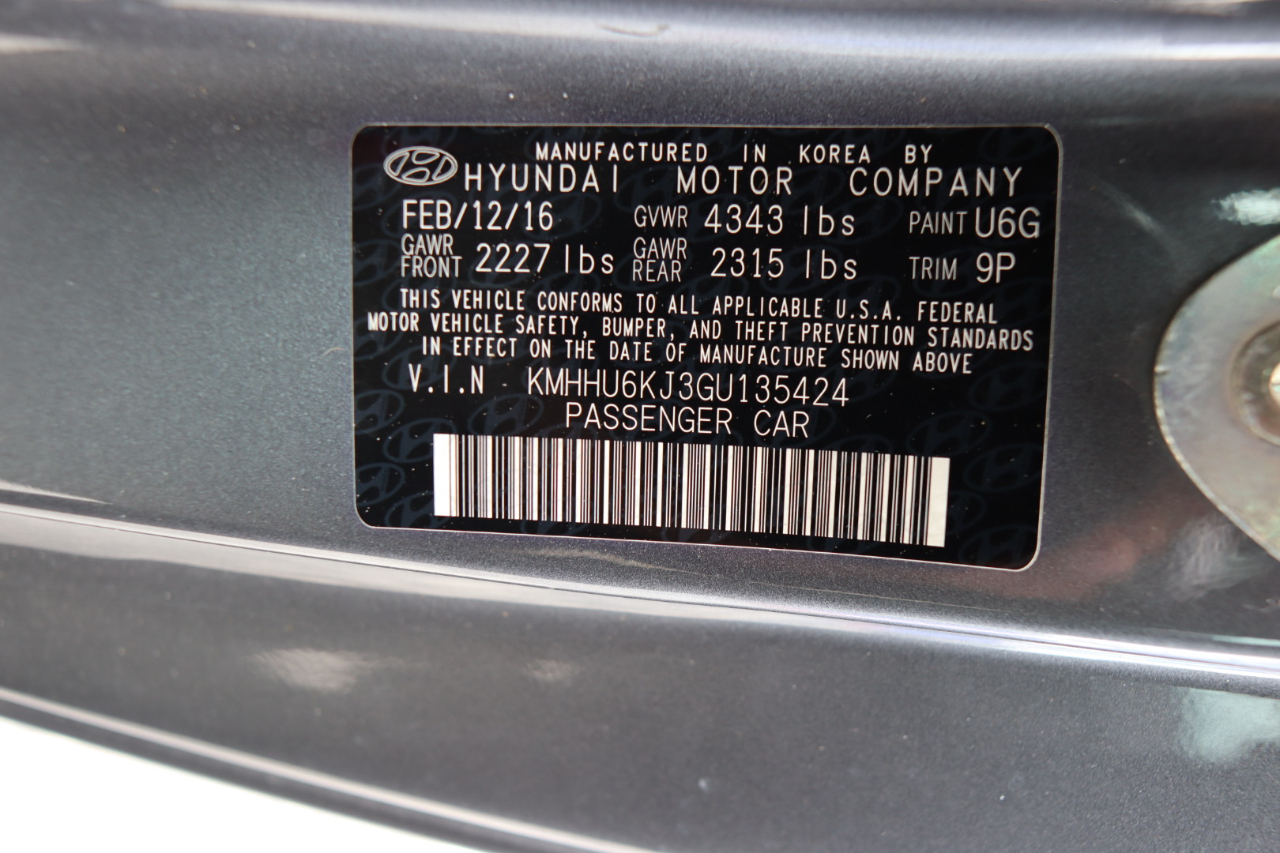 MANUFACTURED IN KOREA BY
HYUNDAI MOTOR COMPANY
FEB/12/16 GVWR 4343 lbs PAINT U6G
GAWR FRONT 2227 lbs GAWR REAR 2315 lbs TRIM 9P
THIS VEHICLE CONFORMS TO ALL APPLICABLE U.S.A. FEDERAL
MOTOR VEHICLE SAFETY, BUMPER, AND THEFT PREVENTION STANDARDS
IN EFFECT ON THE DATE OF MANUFACTURE SHOWN ABOVE
V.I.N KMHHU6KJ3GU135424
PASSENGER CAR